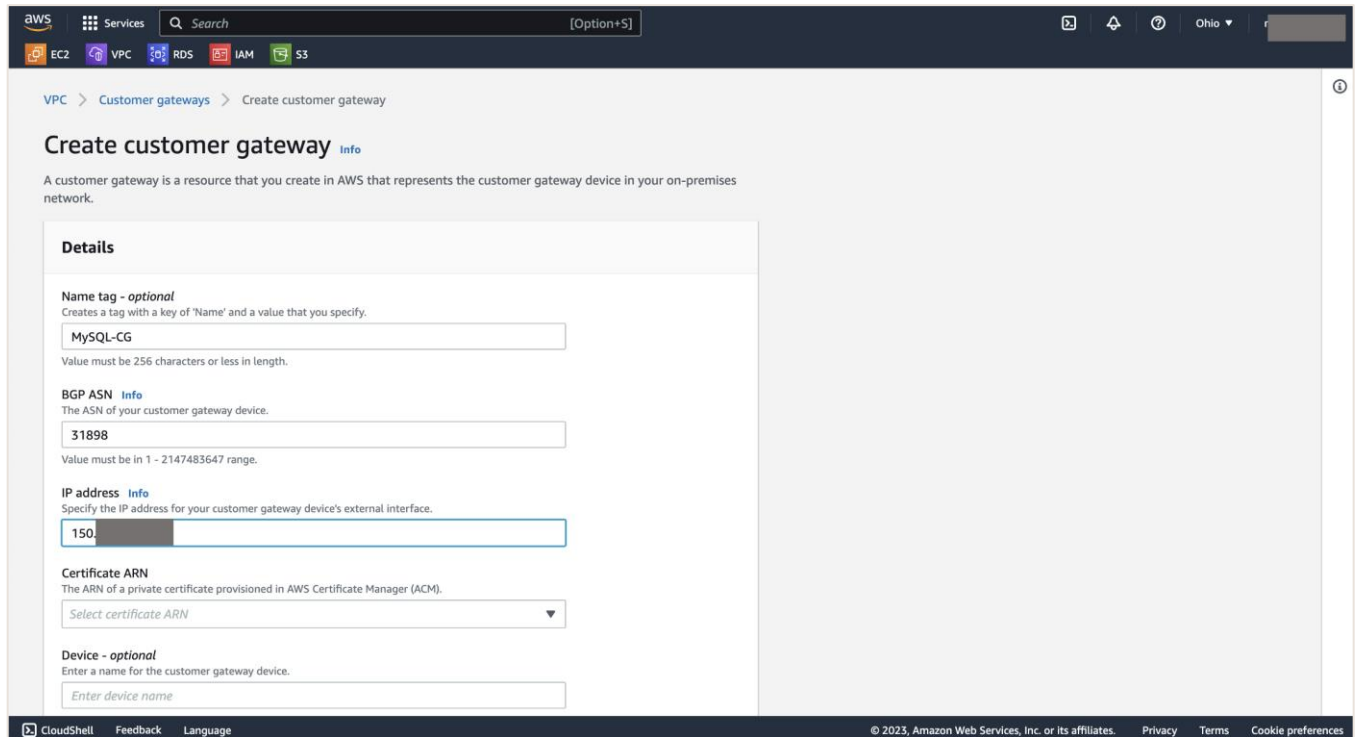 aws Services Search [Option+S] Ohio
EC2 VPC RDS IAM S3
VPC > Customer gateways > Create customer gateway
Create customer gateway Info
A customer gateway is a resource that you create in AWS that represents the customer gateway device in your on-premises
network.
Details
Name tag - optional
Creates a tag with a key of 'Name' and a value that you specify.
MySQL-CG
Value must be 256 characters or less in length.
BGP ASN Info
The ASN of your customer gateway device.
31898
Value must be in 1 - 2147483647 range.
IP address Info
Specify the IP address for your customer gateway device's external interface.
150.
Certificate ARN
The ARN of a private certificate provisioned in AWS Certificate Manager (ACM).
Select certificate ARN
Device - optional
Enter a name for the customer gateway device.
Enter device name
CloudShell Feedback Language © 2023, Amazon Web Services, Inc. or its affiliates. Privacy Terms Cookie preferences